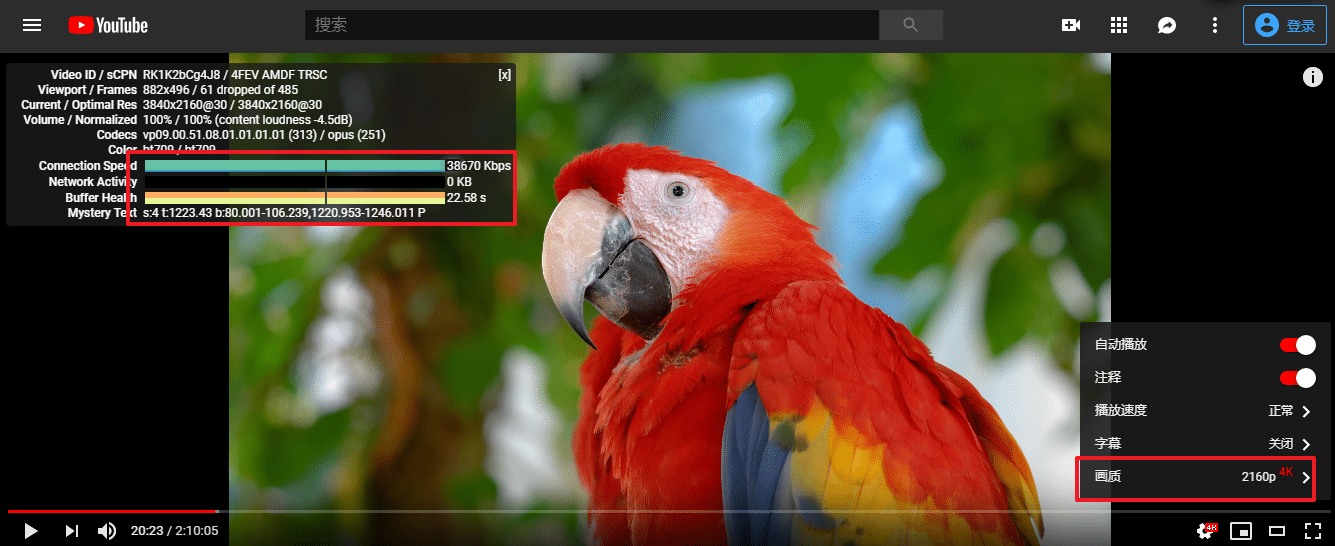 YouTube
搜索
登录
Video ID / sCPN RK1K2bCg4J8 / 4FEV AMDF TRSC [x]
Viewport / Frames 882x496 / 61 dropped of 485
Current / Optimal Res 3840x2160@30 / 3840x2160@30
Volume / Normalized 100% / 100% (content loudness -4.5dB)
Codecs vp09.00.51.08.01.01.01.01 (313) / opus (251)
Color bt709 / bt709
Connection Speed 38670 Kbps
Network Activity 0 KB
Buffer Health 22.58 s
Mystery Text s:4 t:1223.43 b:80.001-106.239,1220.953-1246.011 P
自动播放
注释
播放速度 正常
字幕 关闭
画质 2160p 4K
20:23 / 2:10:05
4K